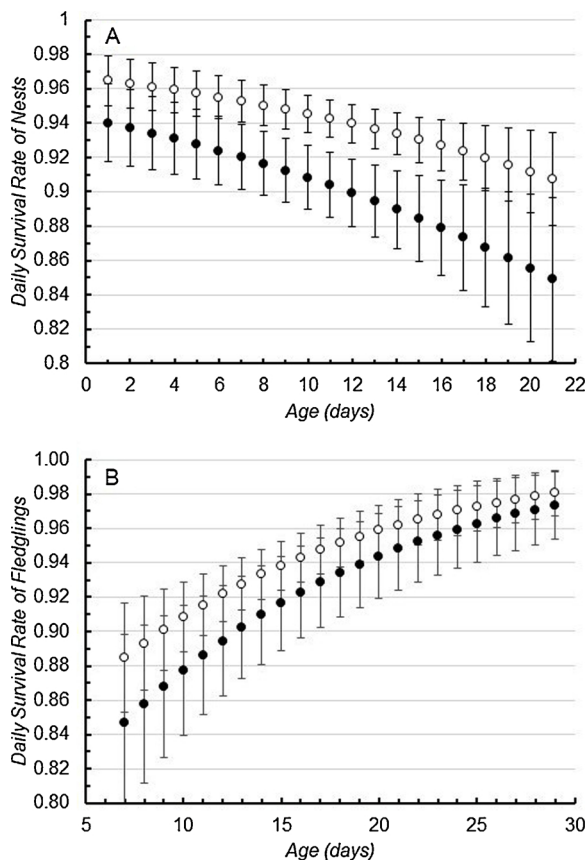 A
Daily Survival Rate of Nests
1
0.98
0.96
0.94
0.92
0.9
0.88
0.86
0.84
0.82
0.8
0 2 4 6 8 10 12 14 16 18 20 22
Age (days)
B
Daily Survival Rate of Fledglings
1.00
0.98
0.96
0.94
0.92
0.90
0.88
0.86
0.84
0.82
0.80
5 10 15 20 25 30
Age (days)